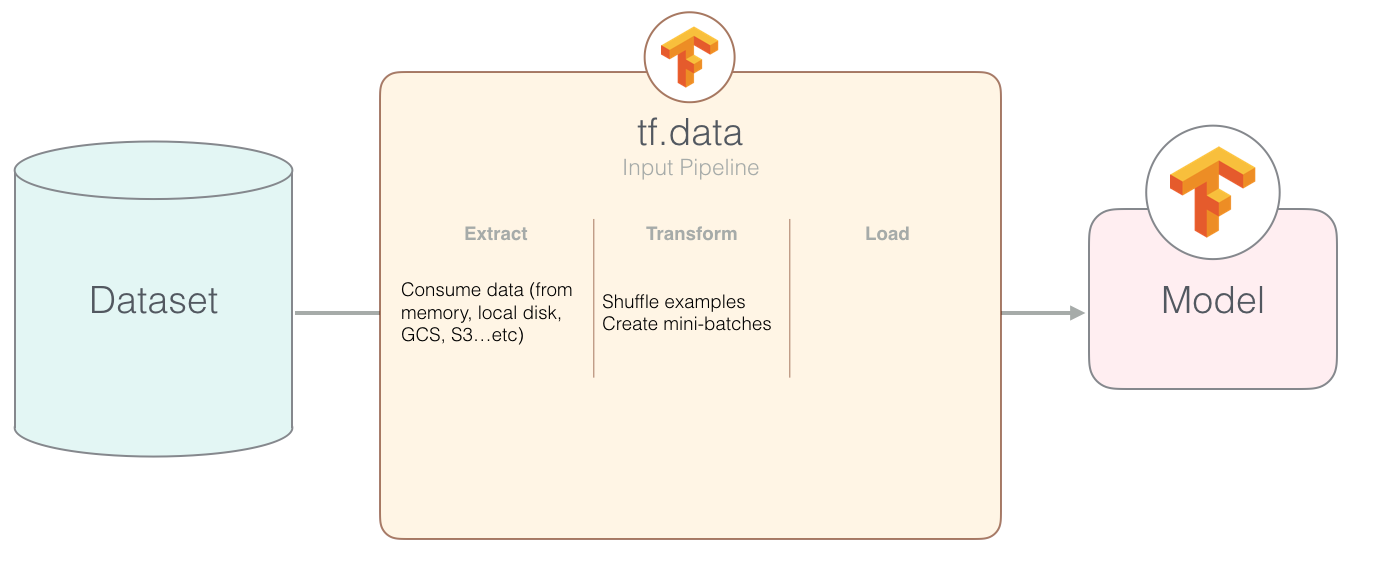 tf.data
Input Pipeline
Dataset
Extract
Consume data (from
memory, local disk,
GCS, S3...etc)
Transform
Shuffle examples
Create mini-batches
Load
Model